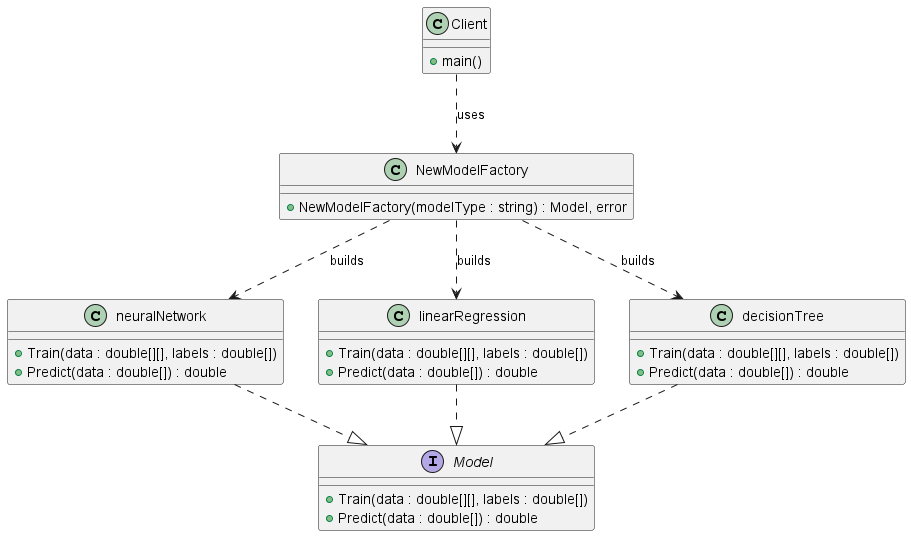 C Client
main()
uses
C NewModelFactory
NewModelFactory(modelType : string) : Model, error
builds
builds
builds
C neuralNetwork
Train(data : double[][], labels : double[])
Predict(data : double[]) : double
C linearRegression
Train(data : double[][], labels : double[])
Predict(data : double[]) : double
C decisionTree
Train(data : double[][], labels : double[])
Predict(data : double[]) : double
I Model
Train(data : double[][], labels : double[])
Predict(data : double[]) : double